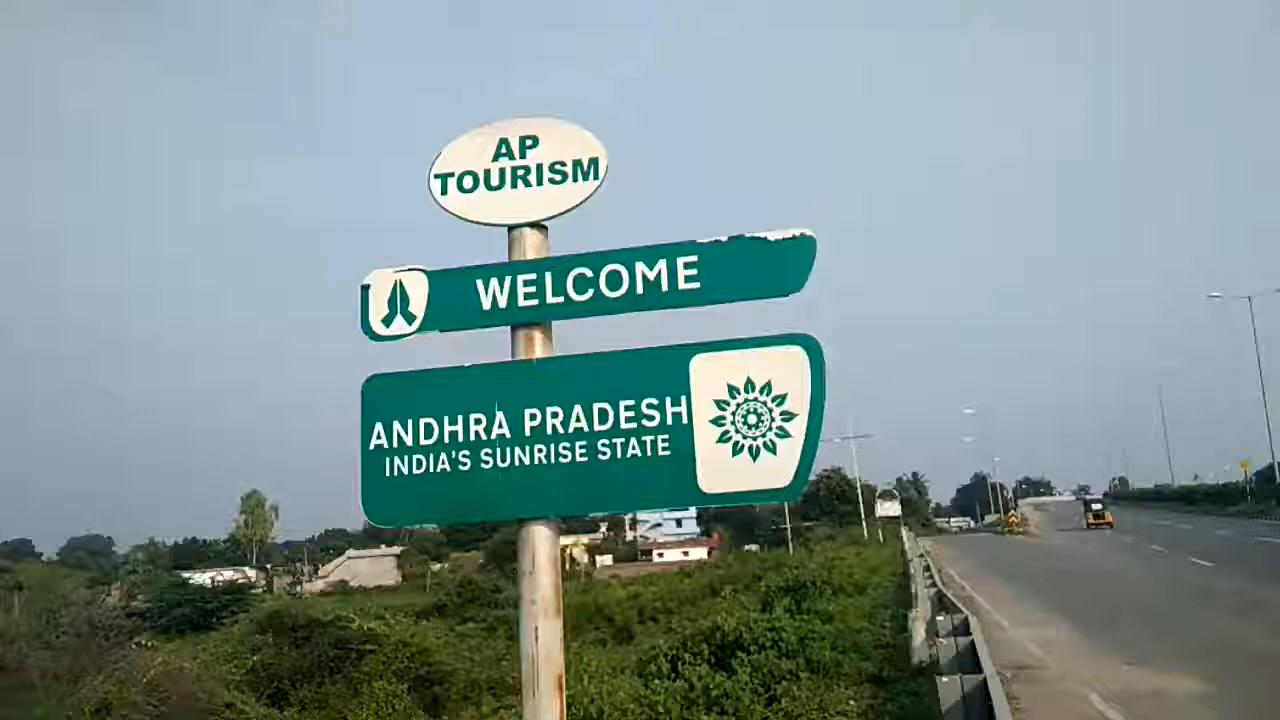 AP
TOURISM
WELCOME
ANDHRA PRADESH
INDIA'S SUNRISE STATE